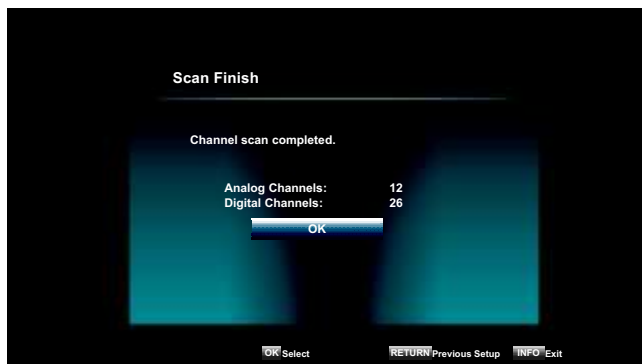 Scan Finish
Channel scan completed.
Analog Channels: 12
Digital Channels: 26
OK
OK Select RETURN Previous Setup INFO Exit